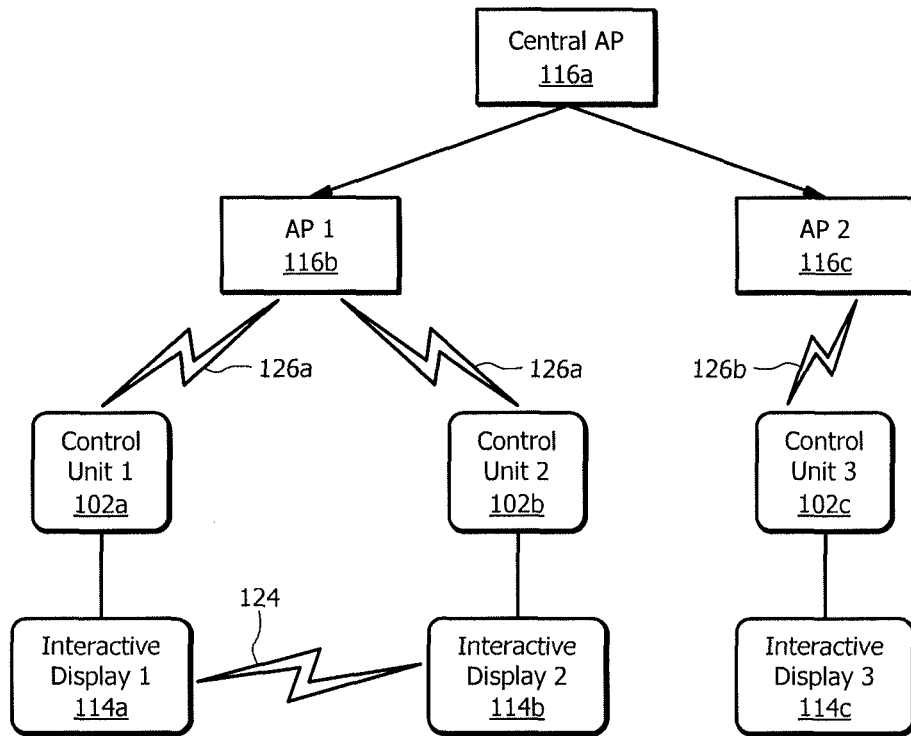 Central AP
116a
AP 1
116b
AP 2
116c
126a
126a
126b
Control
Unit 1
102a
Control
Unit 2
102b
Control
Unit 3
102c
124
Interactive
Display 1
114a
Interactive
Display 2
114b
Interactive
Display 3
114c